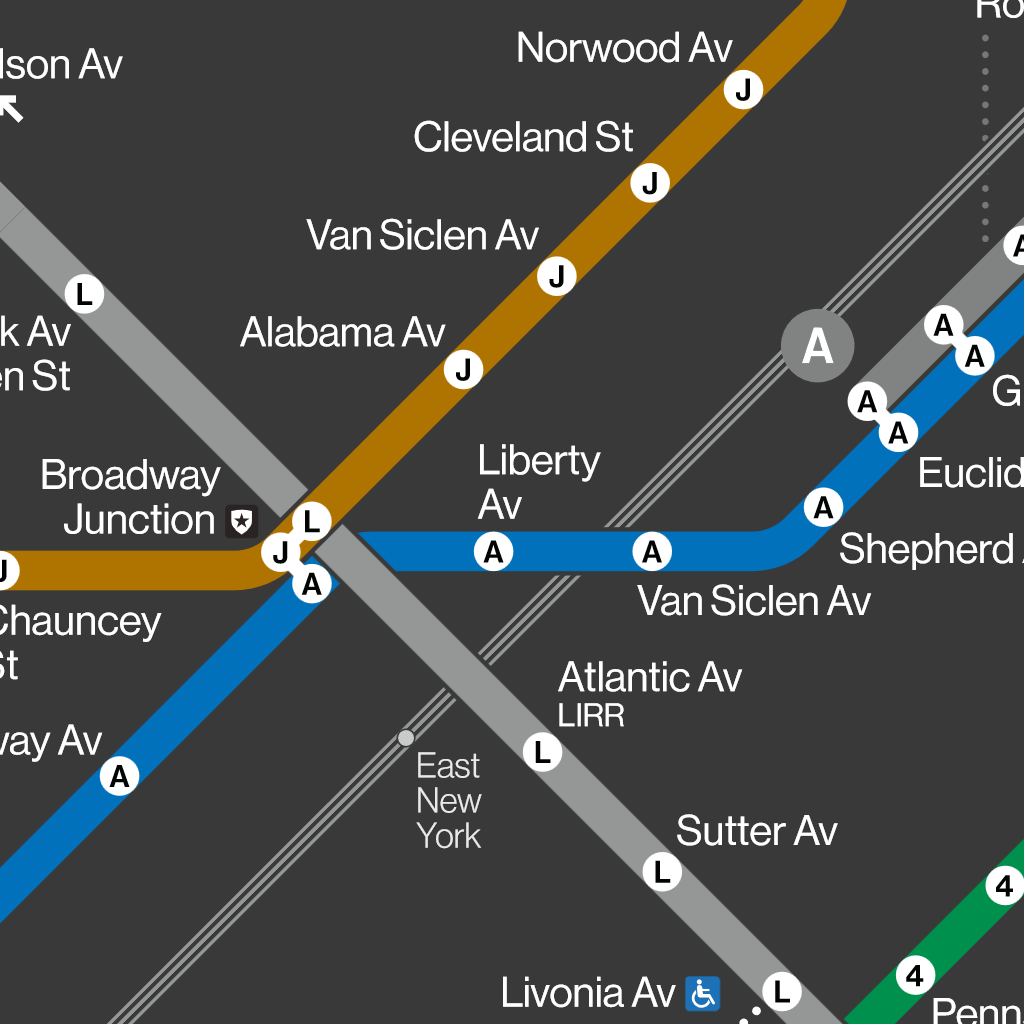 Norwood Av
J
lson Av
Cleveland St
J
Van Siclen Av
J
L
A
A
Alabama Av
J
A
A
k Av
en St
A
A
Liberty
Av
Broadway
Junction
L
J
A
A
A
A
J
Shepherd
Euclid
Van Siclen Av
Chauncey
St
Atlantic Av
LIRR
L
way Av
A
East
New
York
Sutter Av
L
4
4
Livonia Av
L
Penn